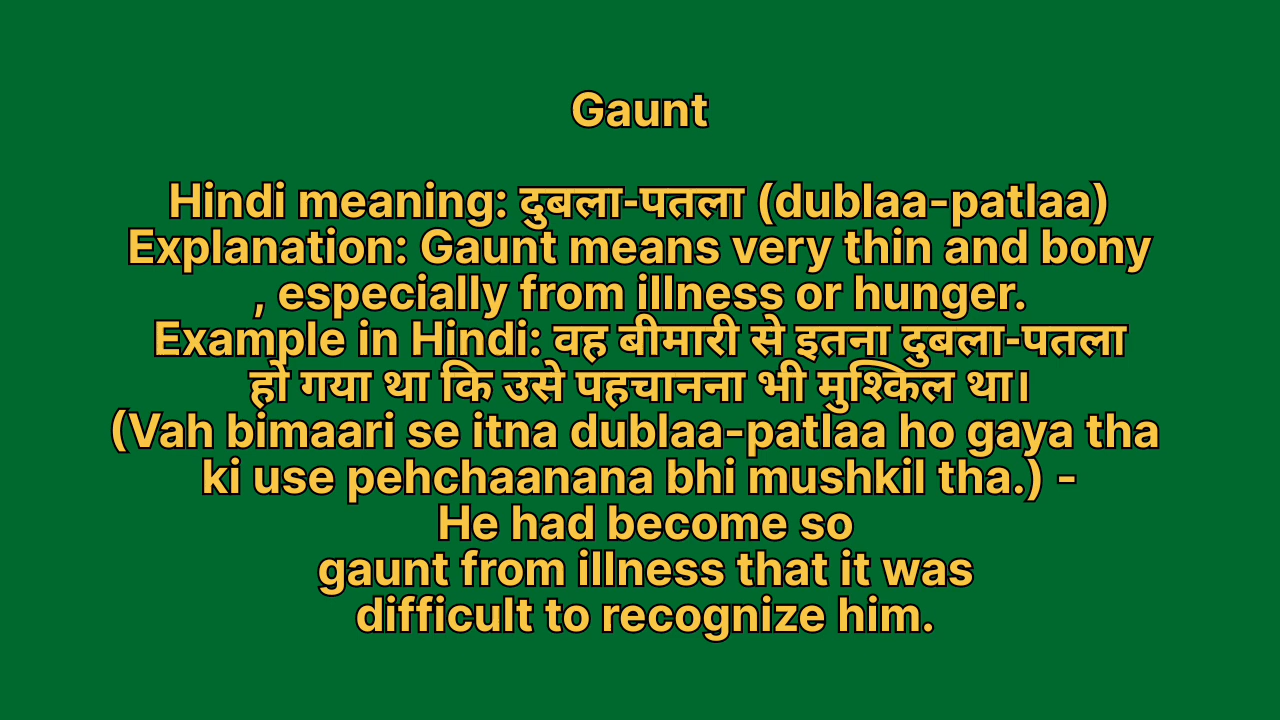 Gaunt
Hindi meaning: दुबला-पतला (dublaa-patlaa)
Explanation: Gaunt means very thin and bony
, especially from illness or hunger.
Example in Hindi: वह बीमारी से इतना दुबला-पतला
हो गया था कि उसे पहचानना भी मुश्किल था।
(Vah bimaari se itna dublaa-patlaa ho gaya tha
ki use pehchaanana bhi mushkil tha.) -
He had become so
gaunt from illness that it was
difficult to recognize him.